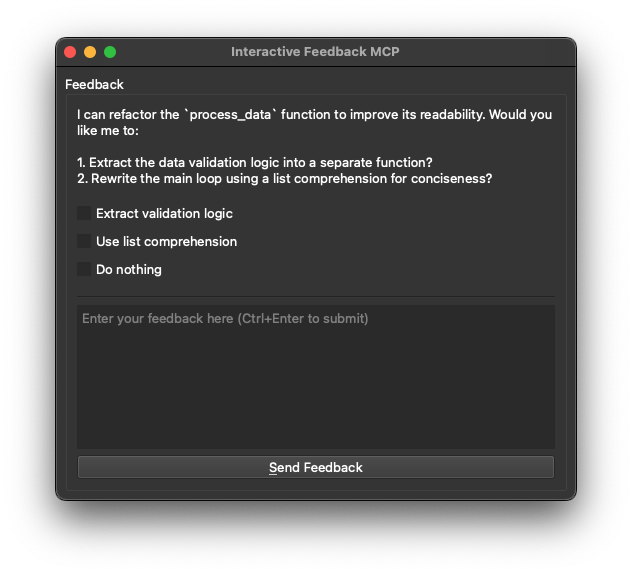 Interactive Feedback MCP
Feedback
I can refactor the `process_data` function to improve its readability. Would you
like me to:
1. Extract the data validation logic into a separate function?
2. Rewrite the main loop using a list comprehension for conciseness?
Extract validation logic
Use list comprehension
Do nothing
Enter your feedback here (Ctrl+Enter to submit)
Send Feedback